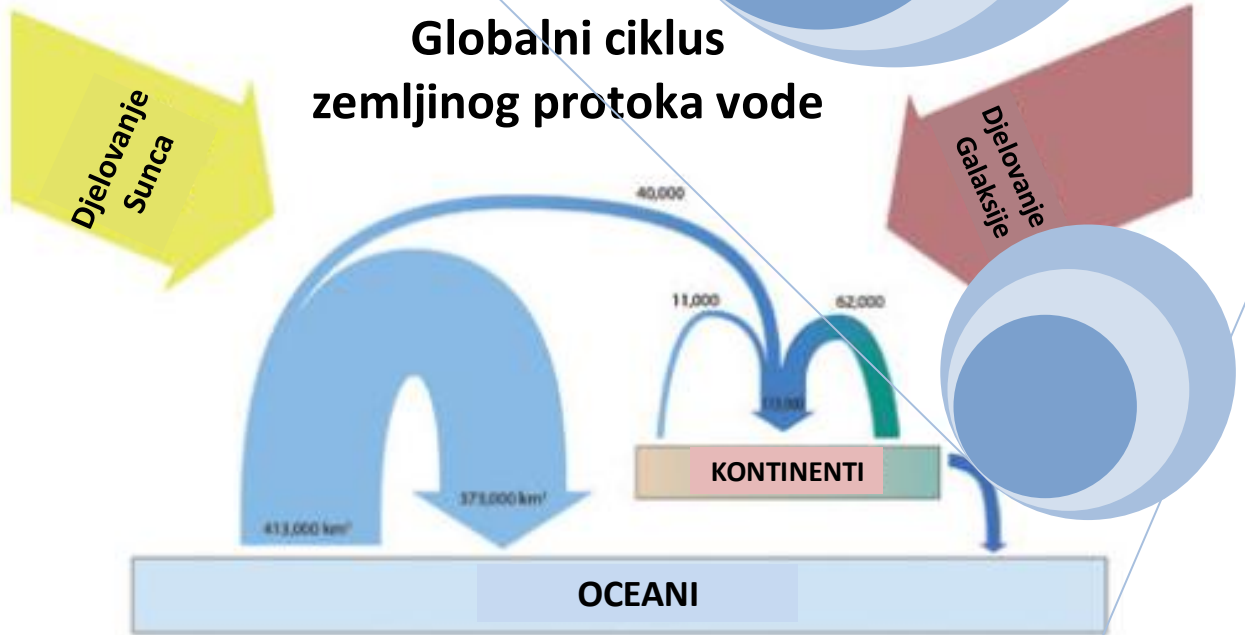 Globalni ciklus
zemljinog protoka vode
Djelovanje
Sunca
Djelovanje
Galaksije
40,000
11,000
62,000
KONTINENTI
373,000 km³
413,000 km³
OCEANI